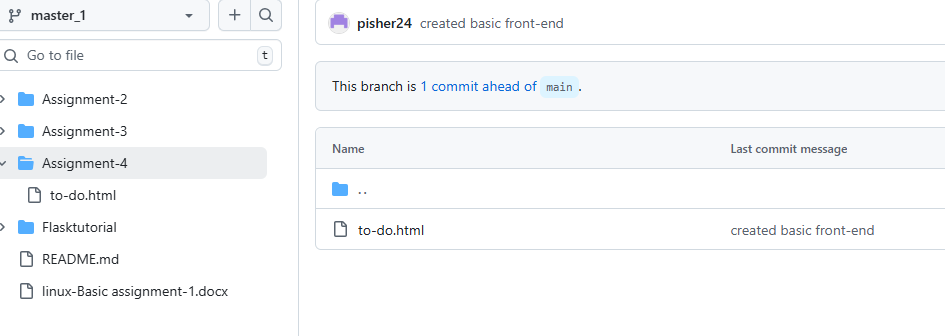 master_1
Go to file
t
Assignment-2
Assignment-3
Assignment-4
to-do.html
Flasktutorial
README.md
linux-Basic assignment-1.docx
pisher24 created basic front-end
This branch is 1 commit ahead of main.
Name Last commit message
..
to-do.html created basic front-end